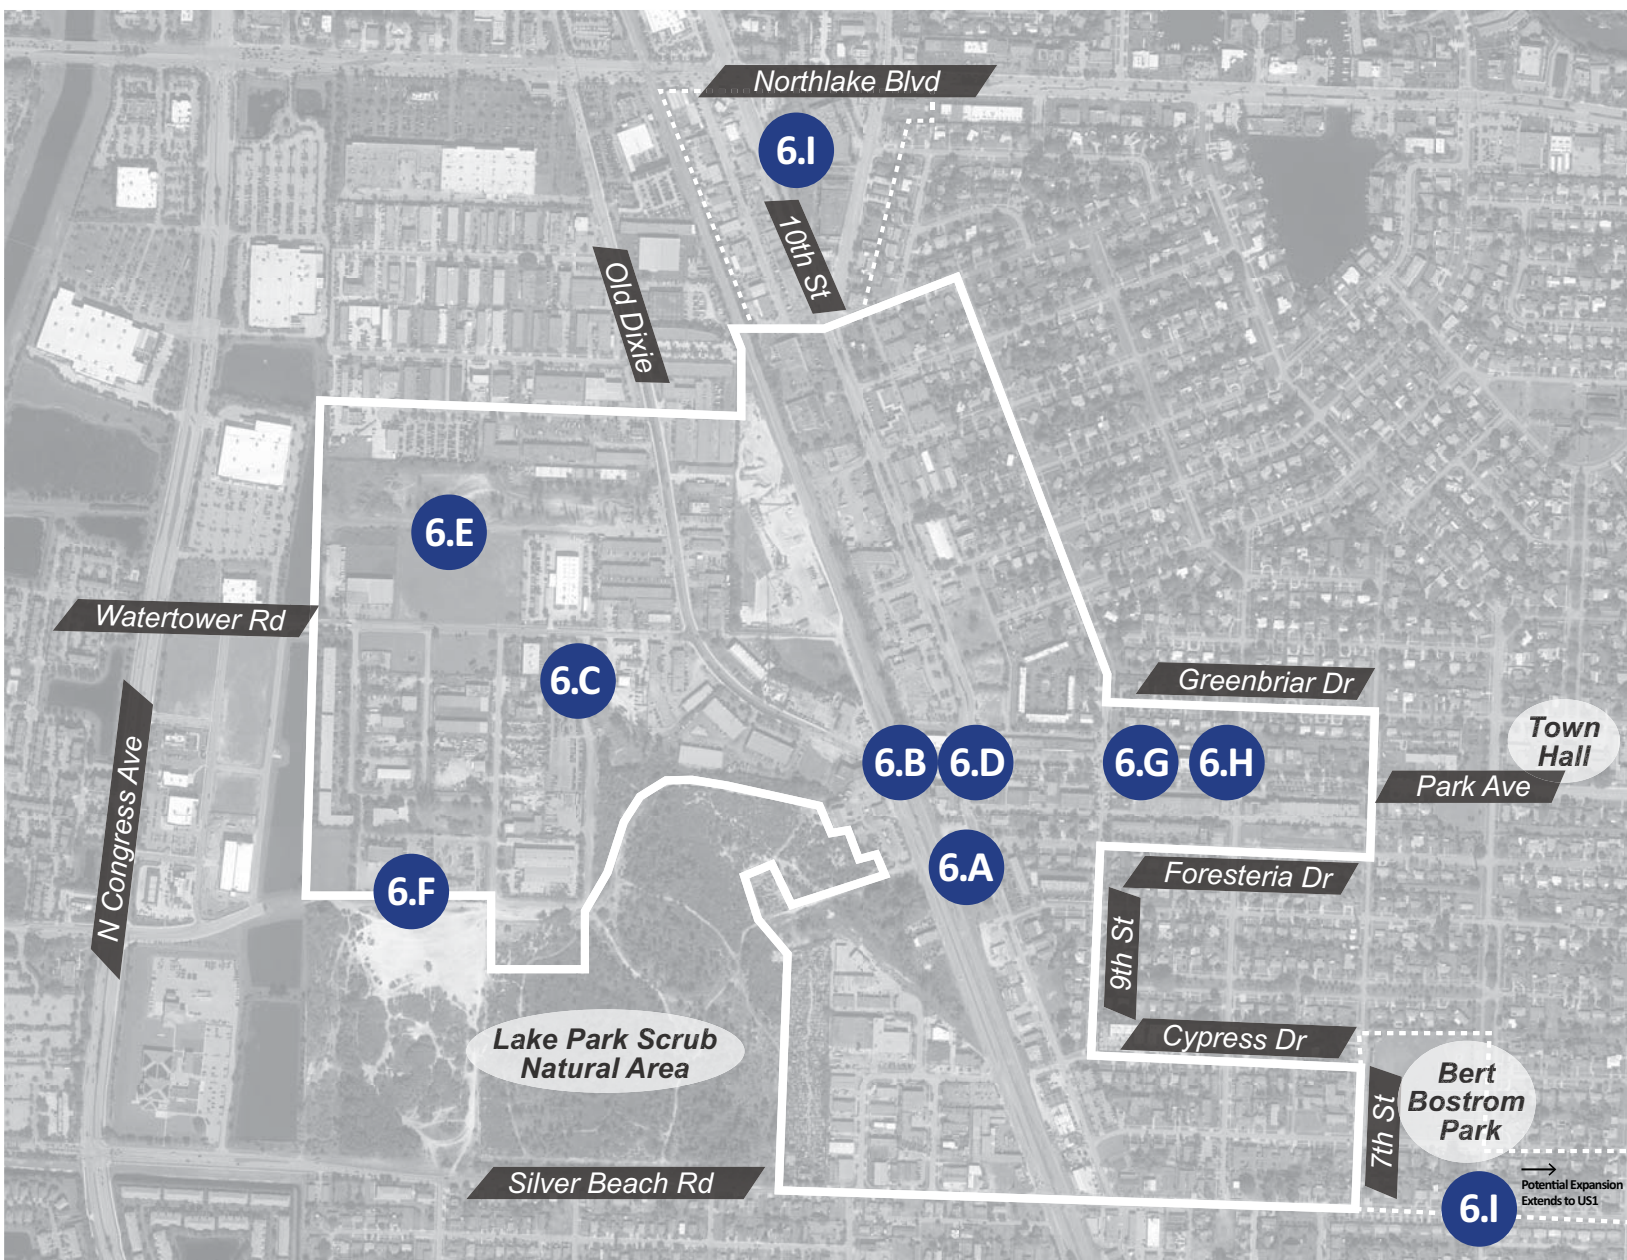 Northlake Blvd
6.I
10th St
Old Dixie
6.E
Watertower Rd
6.C
Greenbriar Dr
Town
Hall
6.B
6.D
6.G
6.H
Park Ave
N Congress Ave
6.A
6.F
Foresteria Dr
9th St
Lake Park Scrub
Natural Area
Cypress Dr
Bert
Bostrom
Park
7th St
Silver Beach Rd
6.I
Potential Expansion
Extends to US1